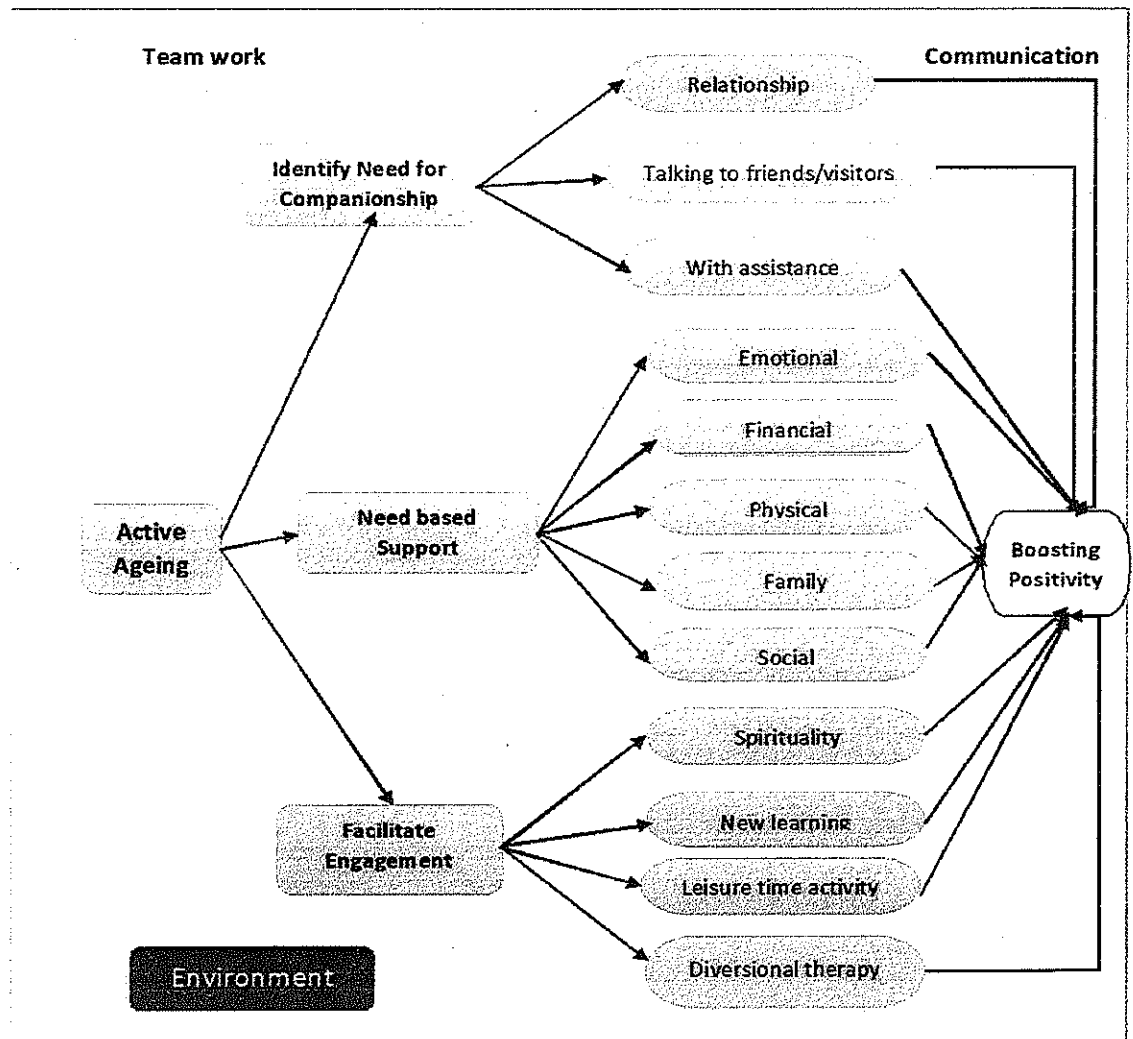 Team work
Communication
Relationship
Identify Need for
Companionship
Talking to friends/visitors
With assistance
Emotional
Financial
Need based
Support
Physical
Active
Ageing
Boosting
Positivity
Family
Social
Spirituality
New learning
Facilitate
Engagement
Leisure time activity
Environment
Diversional therapy